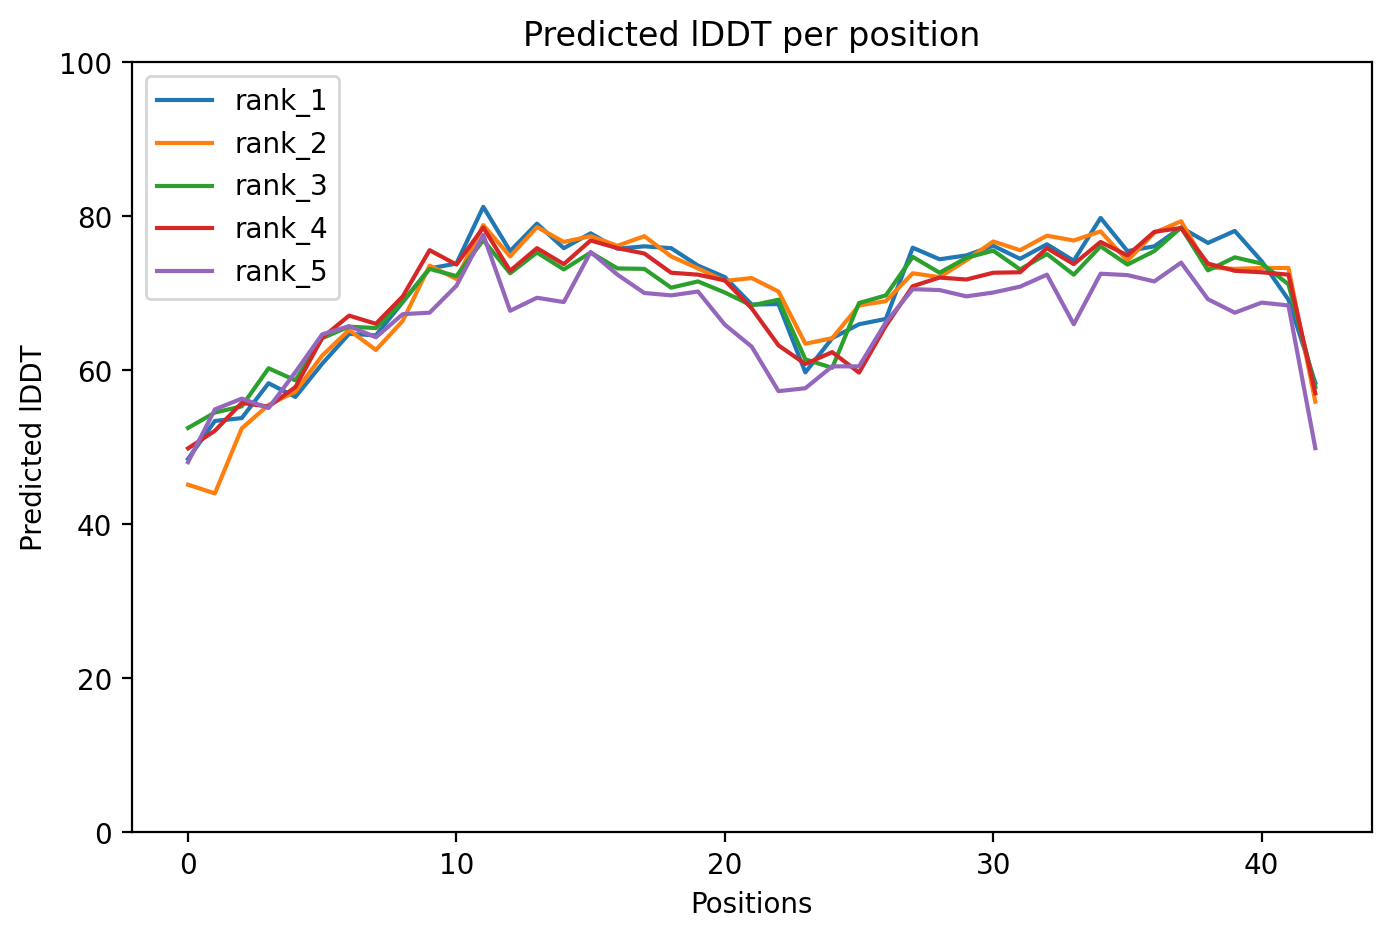 Predicted lDDT per position
100
80
60
40
20
0
Predicted lDDT
rank_1
rank_2
rank_3
rank_4
rank_5
0 10 20 30 40
Positions